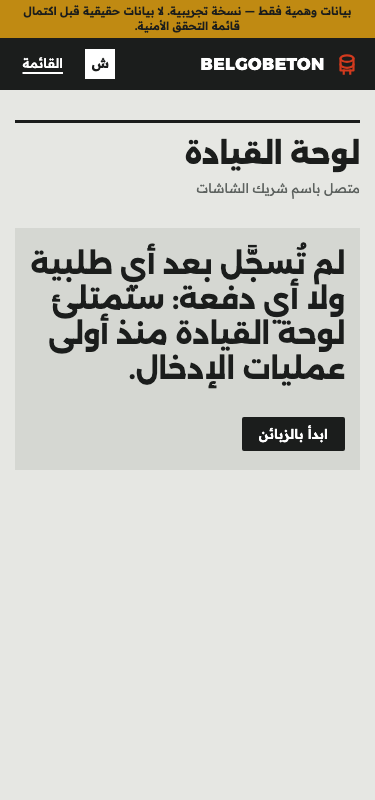 بيانات وهمية فقط — نسخة تجريبية. لا بيانات حقيقية قبل اكتمال
قائمة التحقق الأمنية.
BELGOBETON
ش
القائمة
لوحة القيادة
متصل باسم شريك الشاشات
لم تُسجَّل بعد أي طلبية
ولا أي دفعة: ستمتلئ
لوحة القيادة منذ أولى
عمليات الإدخال.
ابدأ بالزبائن